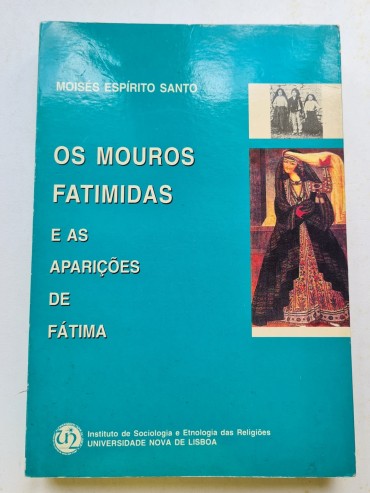 MOISÉS ESPÍRITO SANTO
OS MOUROS
FATIMIDAS
E AS
APARIÇÕES
DE
FÁTIMA
Instituto de Sociologia e Etnologia das Religiões
UNIVERSIDADE NOVA DE LISBOA